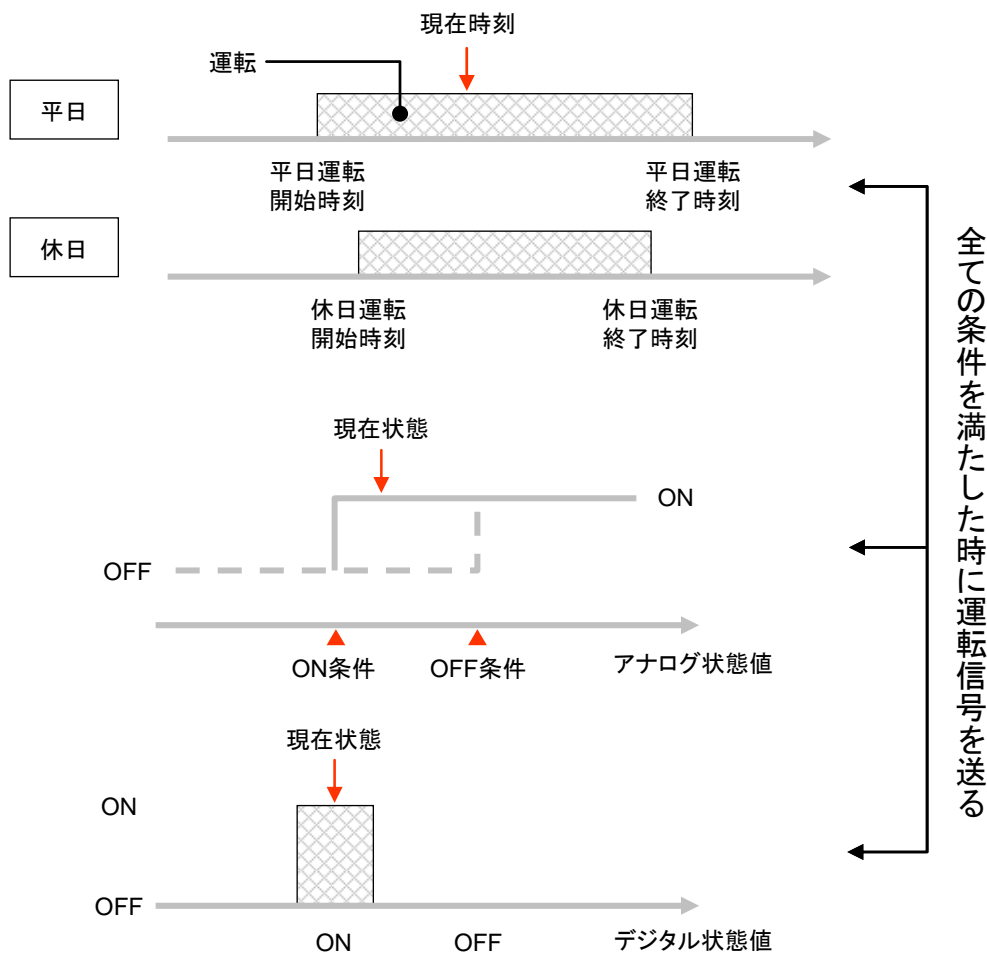 現在時刻
運転
平日
平日運転
開始時刻
平日運転
終了時刻
休日
休日運転
開始時刻
休日運転
終了時刻
全ての条件を満たした時に運転信号を送る
現在状態
ON
OFF
ON条件
OFF条件
アナログ状態値
現在状態
ON
OFF
ON
OFF
デジタル状態値